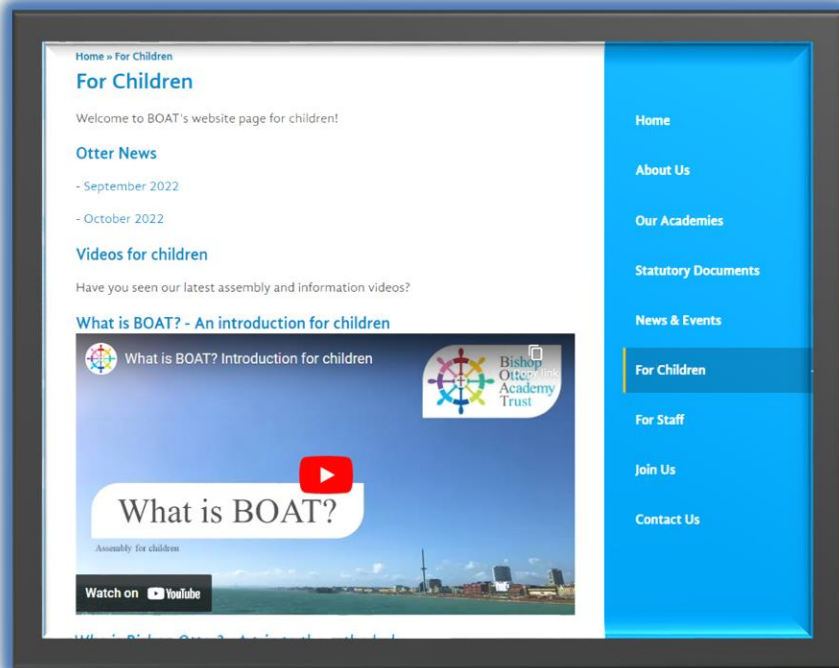 Home » For Children
For Children
Welcome to BOAT's website page for children!
Otter News
- September 2022
- October 2022
Videos for children
Have you seen our latest assembly and information videos?
What is BOAT? - An introduction for children
What is BOAT? Introduction for children
Bishop
Otter
Academy
Trust
What is BOAT?
Assembly for children
Watch on YouTube
Home
About Us
Our Academies
Statutory Documents
News & Events
For Children
For Staff
Join Us
Contact Us